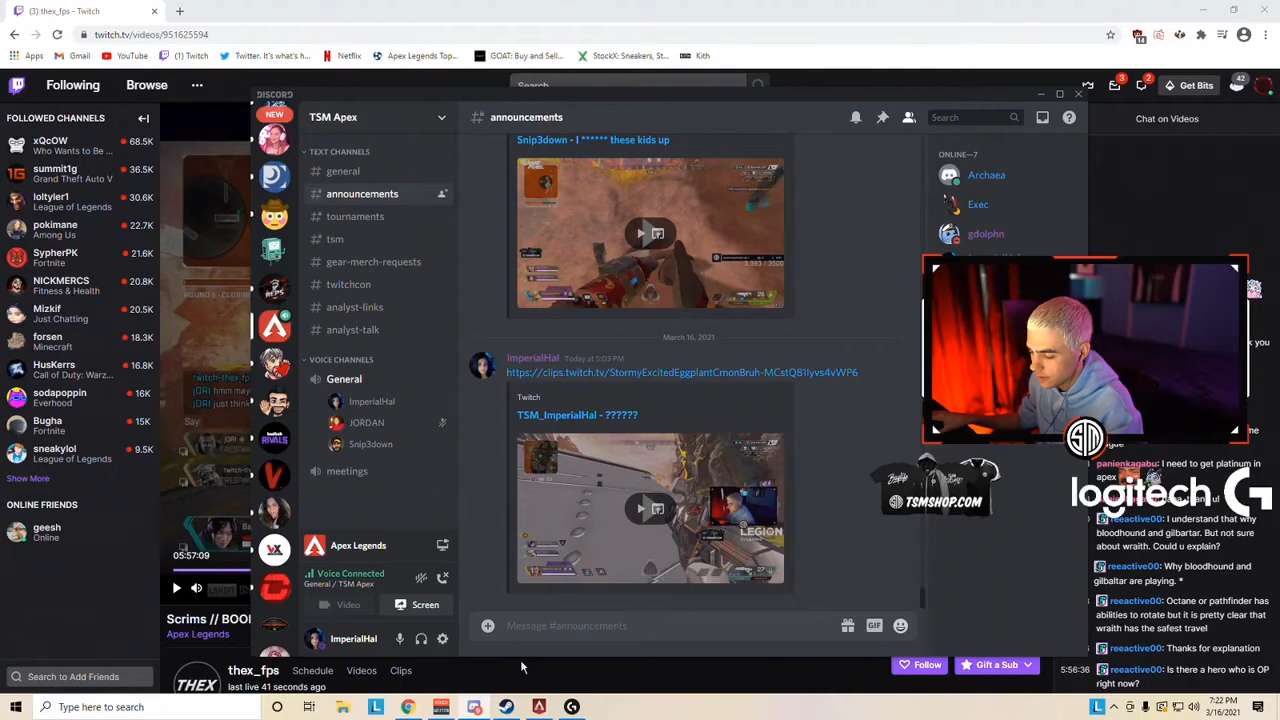 (3) thex_fps - Twitch
twitch.tv/videos/951625594
14
Apps
Gmail
YouTube
(1) Twitch
Twitter. It's what's h...
Netflix
Apex Legends Top...
GOAT: Buy and Sell...
StockX: Sneakers, St...
Kith
Following
Browse
Search
3
2
Get Bits
42
FOLLOWED CHANNELS
xQcOW
68.5K
Who Wants to Be ...
summit1g
36.5K
Grand Theft Auto V
loltyler1
30.6K
League of Legends
pokimane
22.7K
Among Us
SypherPK
21.6K
Fortnite
NICKMERCS
20.8K
Fitness & Health
Mizkif
20.5K
Just Chatting
forsen
18.3K
Minecraft
HusKerrs
16.8K
Call of Duty: Warz...
sodapoppin
16K
Everhood
Bugha
15K
Fortnite
sneakylol
9.5K
League of Legends
Show More
ONLINE FRIENDS
geesh
Online
Search to Add Friends
05:57:09
Scrims // BOO
Apex Legends
THEX
thex_fps
last live 41 seconds ago
Schedule
Videos
Clips
Follow
Gift a Sub
DISCORD
NEW
TSM Apex
TEXT CHANNELS
general
announcements
tournaments
tsm
gear-merch-requests
twitchcon
analyst-links
analyst-talk
VOICE CHANNELS
General
ImperialHal
JORDAN
Snip3down
meetings
Apex Legends
Voice Connected
General / TSM Apex
Video
Screen
ImperialHal
announcements
Search
Snip3down - I ****** these kids up
March 16, 2021
ImperialHal
Today at 5:03 PM
https://clips.twitch.tv/StormyExcitedEggplantCmonBruh-MCstQ81Iyvs4vWP6
Twitch
TSM_ImperialHal - ??????
LEGION
Message #announcements
GIF
ONLINE—7
Archaea
Exec
gdolphn
TSM
TSMSHOP.COM
logitech G
Chat on Videos
panienkagabu: I need to get platinum in
apex
reeactive00: I understand that why
bloodhound and gilbartar. But not sure
about wraith. Could u explain?
reeactive00: Why bloodhound and
gilbaltar are playing. *
reeactive00: Octane or pathfinder has
abilities to rotate but it is pretty clear that
wraith has the safest travel
reeactive00: Thanks for explanation
5:56:36
reeactive00: Is there a hero who is OP
right now?
Type here to search
7:22 PM
3/16/2021